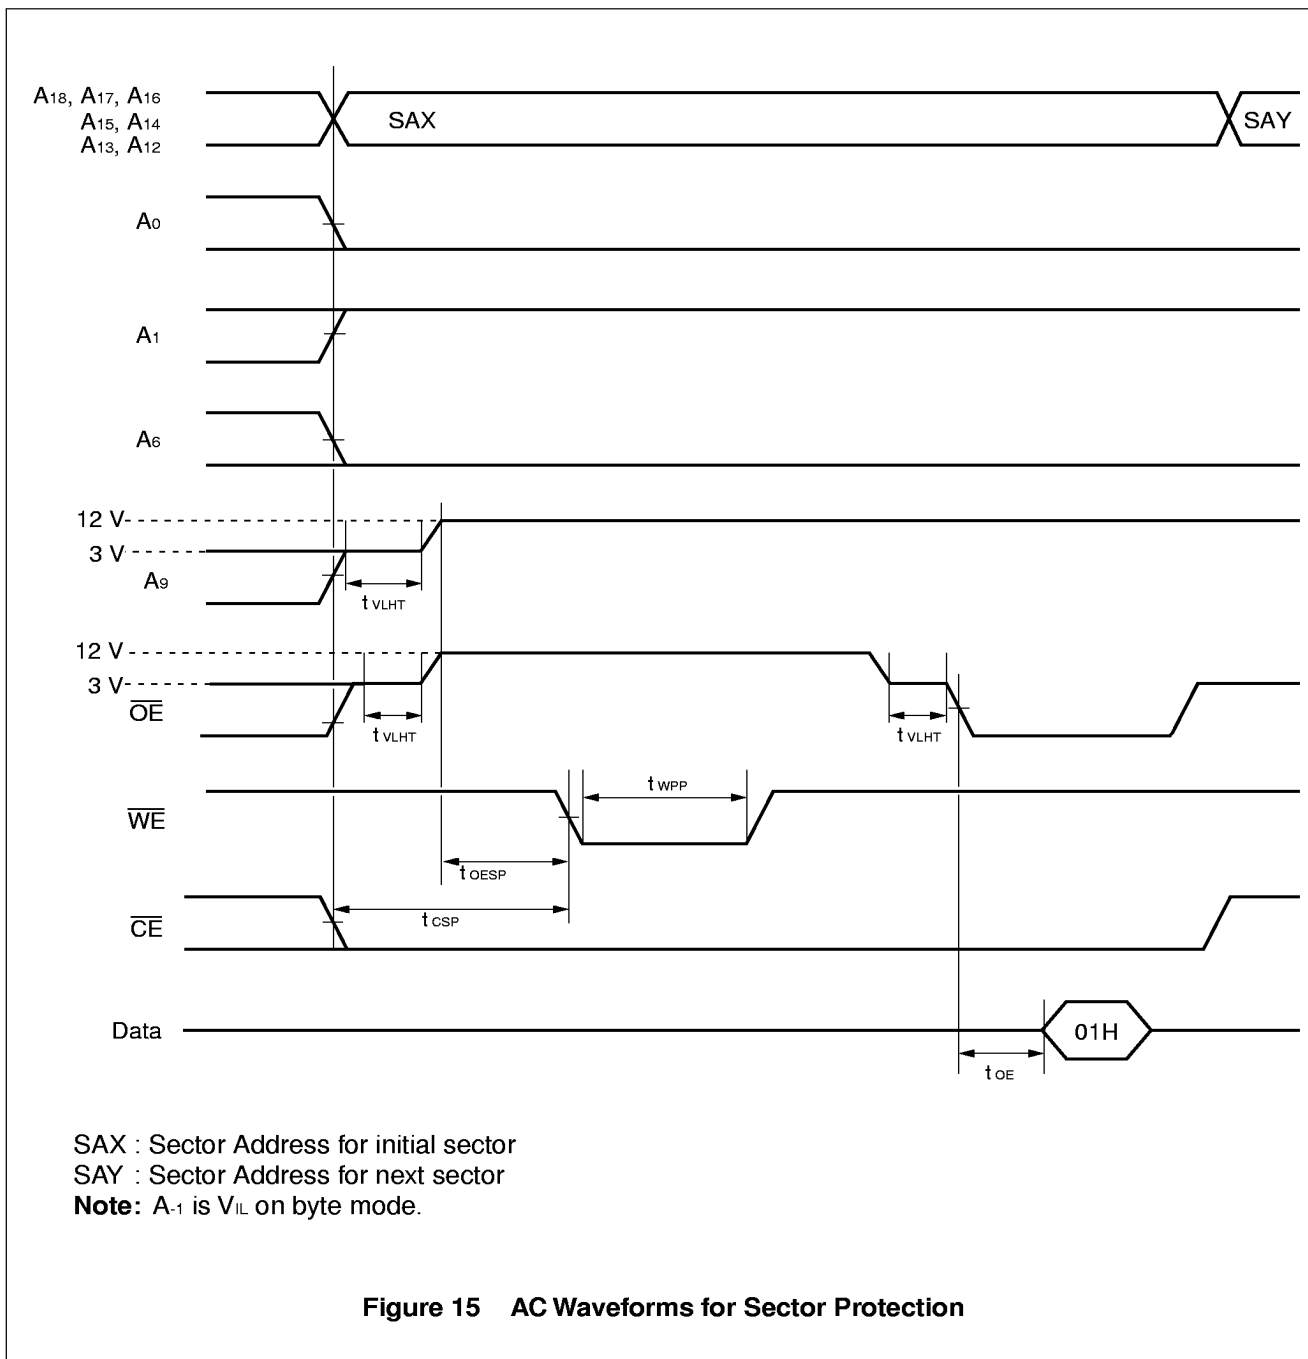 A18, A17, A16
A15, A14
A13, A12
SAX
SAY
A0
A1
A6
12 V
3 V
A9
tVLHT
12 V
3 V
OE
tVLHT
tVLHT
WE
tWPP
tOESP
CE
tCSP
Data
01H
tOE
SAX : Sector Address for initial sector
SAY : Sector Address for next sector
Note: A-1 is VIL on byte mode.
Figure 15 AC Waveforms for Sector Protection